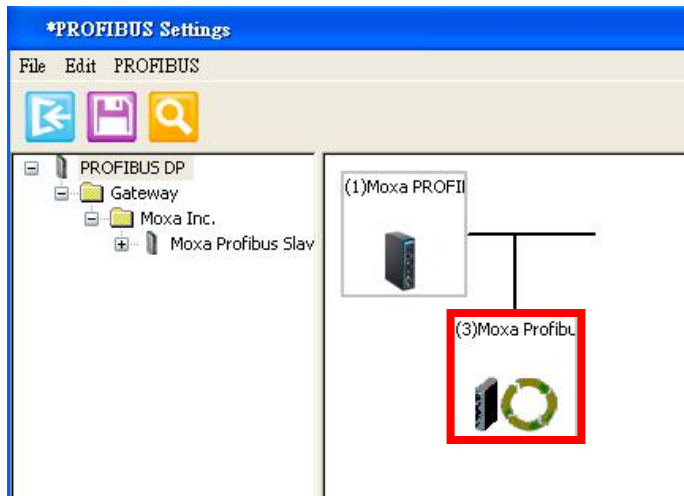 *PROFIBUS Settings
File Edit PROFIBUS
PROFIBUS DP
Gateway
Moxa Inc.
Moxa Profibus Slav
(1)Moxa PROFI
(3)Moxa Profibu